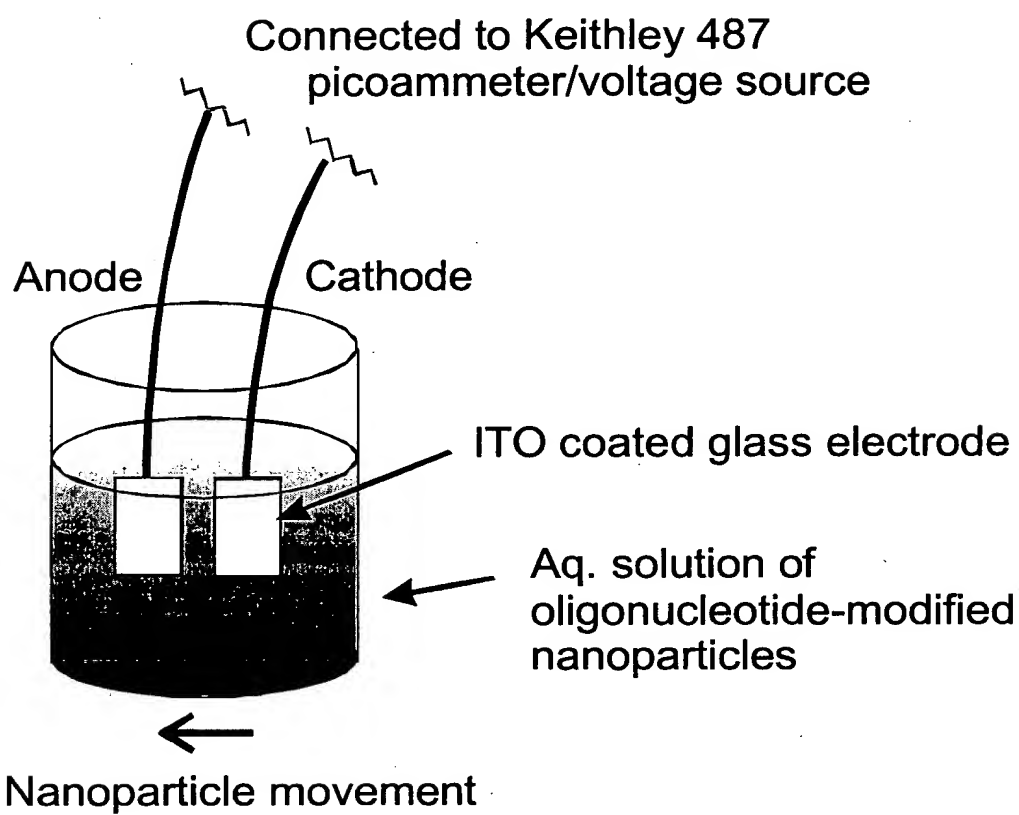 Connected to Keithley 487
picoammeter/voltage source
Anode
Cathode
ITO coated glass electrode
Aq. solution of
oligonucleotide-modified
nanoparticles
Nanoparticle movement